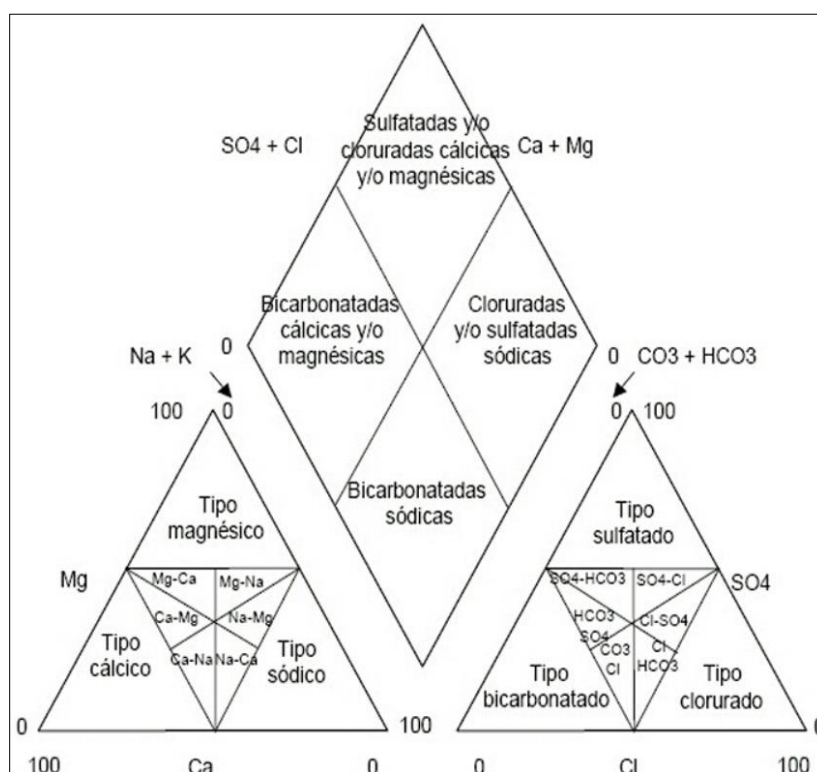 Sulfatadas y/o
SO4 + Cl
cloruradas cálcicas
Ca + Mg
y/o magnésicas
Bicarbonatadas
cálcicas y/o
magnésicas
Cloruradas
y/o sulfatadas
sódicas
0
0
Na + K
CO3 + HCO3
100
0
0
100
Bicarbonatadas
sódicas
Tipo
magnésico
Tipo
sulfatado
Mg
Mg-Ca
Mg-Na
Ca-Mg
Na-Mg
Ca-Na
Na-Ca
Tipo
cálcico
Tipo
sódico
SO4-HCO3
SO4-Cl
SO4
HCO3
SO4
Cl-SO4
CO3
Cl
Cl
HCO3
Tipo
bicarbonatado
Tipo
clorurado
0
100
0
100
Ca
0
0
Cl
100